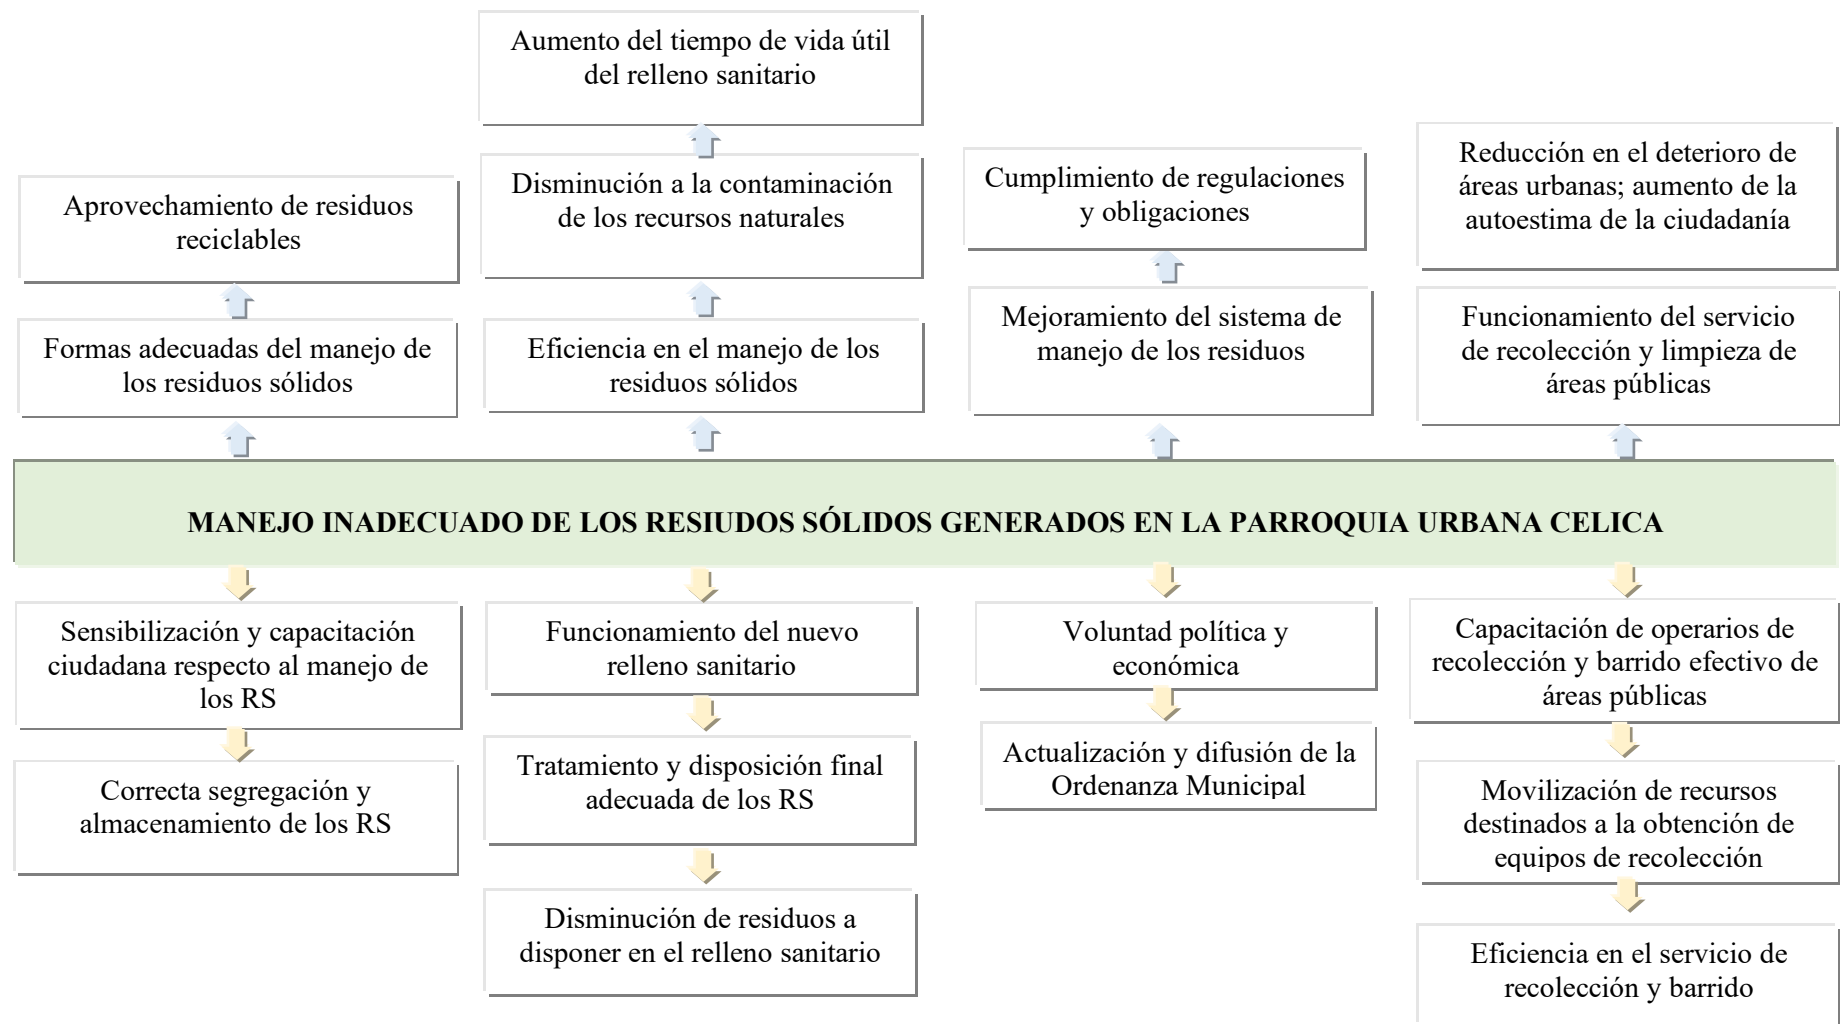 Aumento del tiempo de vida útil
del relleno sanitario
Aprovechamiento de residuos
reciclables
Disminución a la contaminación
de los recursos naturales
Cumplimiento de regulaciones
y obligaciones
Reducción en el deterioro de
áreas urbanas; aumento de la
autoestima de la ciudadanía
Formas adecuadas del manejo de
los residuos sólidos
Eficiencia en el manejo de los
residuos sólidos
Mejoramiento del sistema de
manejo de los residuos
Funcionamiento del servicio
de recolección y limpieza de
áreas públicas
MANEJO INADECUADO DE LOS RESIUDOS SÓLIDOS GENERADOS EN LA PARROQUIA URBANA CELICA
Sensibilización y capacitación
ciudadana respecto al manejo de
los RS
Funcionamiento del nuevo
relleno sanitario
Voluntad política y
económica
Capacitación de operarios de
recolección y barrido efectivo de
áreas públicas
Correcta segregación y
almacenamiento de los RS
Tratamiento y disposición final
adecuada de los RS
Actualización y difusión de la
Ordenanza Municipal
Movilización de recursos
destinados a la obtención de
equipos de recolección
Disminución de residuos a
disponer en el relleno sanitario
Eficiencia en el servicio de
recolección y barrido